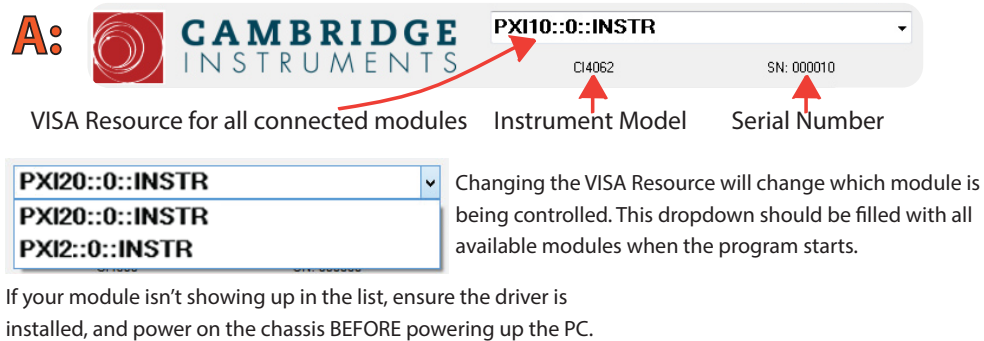 A:
CAMBRIDGE
INSTRUMENTS
PXI10::0::INSTR
CI4062
SN: 000010
VISA Resource for all connected modules
Instrument Model
Serial Number
PXI20::0::INSTR
PXI20::0::INSTR
PXI2::0::INSTR
Changing the VISA Resource will change which module is
being controlled. This dropdown should be filled with all
available modules when the program starts.
If your module isn't showing up in the list, ensure the driver is
installed, and power on the chassis BEFORE powering up the PC.